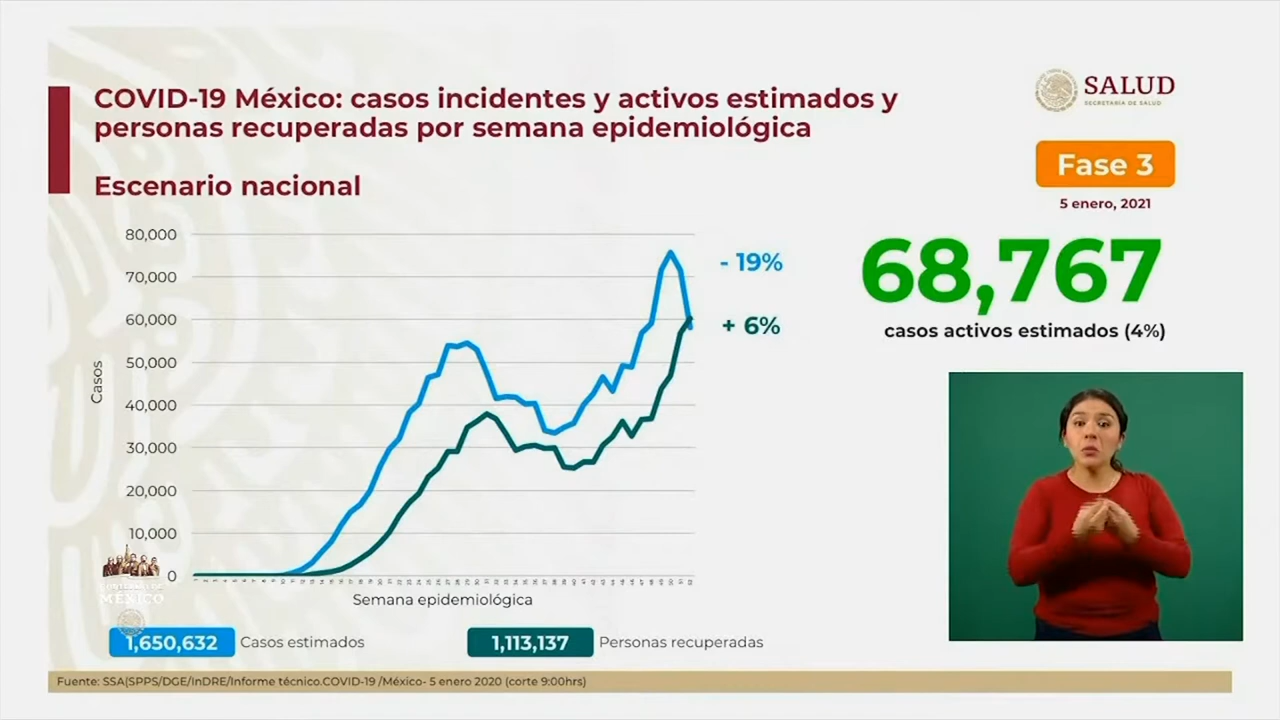 COVID-19 México: casos incidentes y activos estimados y
personas recuperadas por semana epidemiológica
Escenario nacional
SALUD
SECRETARÍA DE SALUD
Fase 3
5 enero, 2021
80,000
70,000
60,000
50,000
40,000
30,000
20,000
10,000
0
Casos
- 19%
+ 6%
68,767
casos activos estimados (4%)
Semana epidemiológica
MÉXICO
1,650,632 Casos estimados
1,113,137 Personas recuperadas
Fuente: SSA(SPPS/DGE/InDRE/Informe técnico.COVID-19 /México- 5 enero 2020 (corte 9:00hrs)